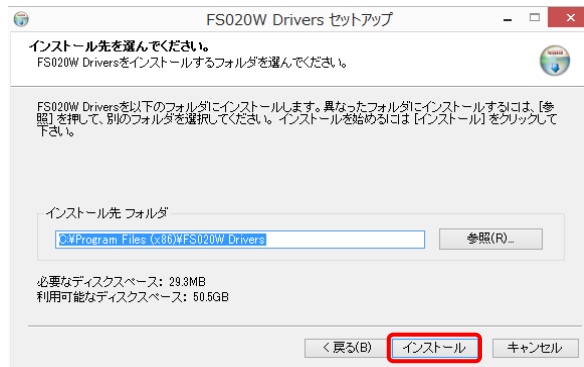 FS020W Drivers セットアップ
インストール先を選んでください。
FS020W Driversをインストールするフォルダを選んでください。
FS020W Driversを以下のフォルダにインストールします。異なったフォルダにインストールするには、[参
照] を押して、別のフォルダを選択してください。インストールを始めるには [インストール] をクリックして
下さい。
インストール先 フォルダ
C:¥Program Files (x86)¥FS020W Drivers
参照(R)...
必要なディスクスペース: 29.3MB
利用可能なディスクスペース: 50.5GB
< 戻る(B)
インストール
キャンセル